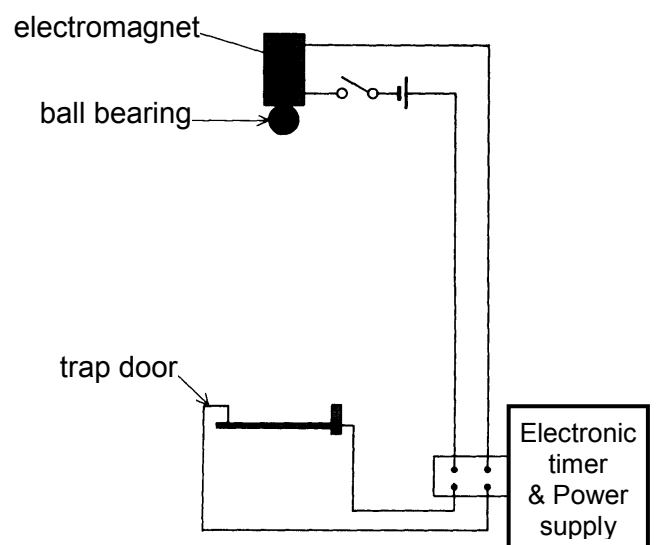 electromagnet
ball bearing
trap door
Electronic
timer
& Power
supply